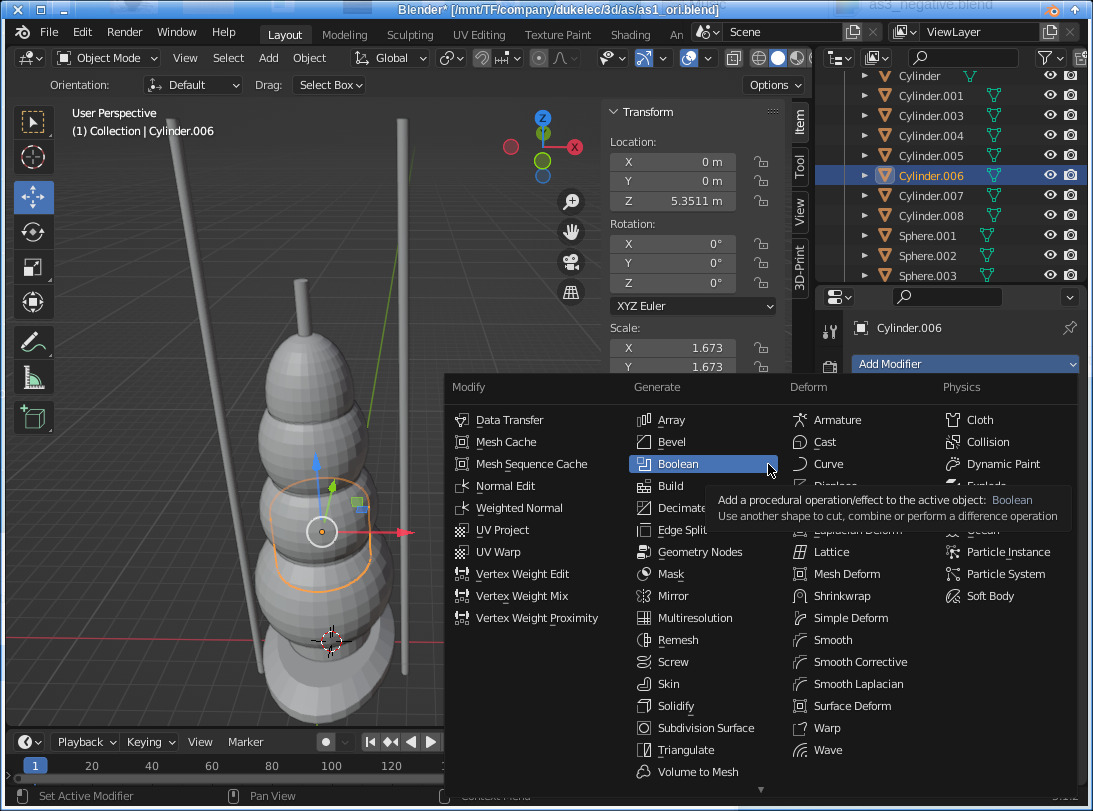 Blender* [/mnt/TF/company/dukelec/3d/as/as1_ori.blend]
as3_negative.blend
File Edit Render Window Help
Layout Modeling Sculpting UV Editing Texture Paint Shading An
Scene
ViewLayer
Object Mode View Select Add Object Global
Orientation: Default Drag: Select Box Options
User Perspective
(1) Collection | Cylinder.006
Z
X
Transform
Location:
X 0 m
Y 0 m
Z 5.3511 m
Rotation:
X 0°
Y 0°
Z 0°
XYZ Euler
Scale:
X 1.673
Y 1.673
Item
Tool
View
3D-Print
Cylinder
Cylinder.001
Cylinder.003
Cylinder.004
Cylinder.005
Cylinder.006
Cylinder.007
Cylinder.008
Sphere.001
Sphere.002
Sphere.003
Cylinder.006
Add Modifier
Modify
Data Transfer
Mesh Cache
Mesh Sequence Cache
Normal Edit
Weighted Normal
UV Project
UV Warp
Vertex Weight Edit
Vertex Weight Mix
Vertex Weight Proximity
Generate
Array
Bevel
Boolean
Build
Decimate
Edge Split
Geometry Nodes
Mask
Mirror
Multiresolution
Remesh
Screw
Skin
Solidify
Subdivision Surface
Triangulate
Volume to Mesh
Deform
Armature
Cast
Curve
Lattice
Mesh Deform
Shrinkwrap
Simple Deform
Smooth
Smooth Corrective
Smooth Laplacian
Surface Deform
Warp
Wave
Physics
Cloth
Collision
Dynamic Paint
Particle Instance
Particle System
Soft Body
Add a procedural operation/effect to the active object: Boolean
Use another shape to cut, combine or perform a difference operation
Playback Keying View Marker
1 20 40 60 80 100 120
Set Active Modifier Pan View Context Menu